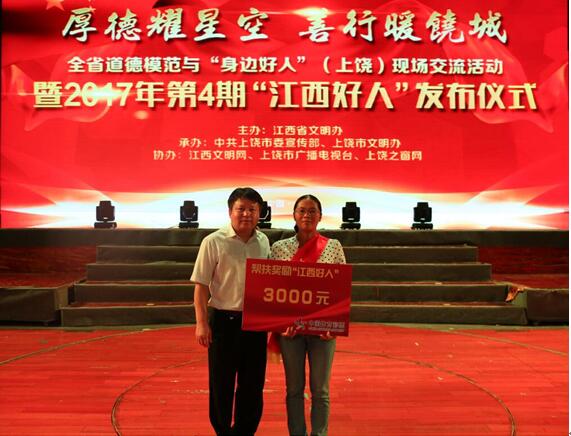 厚德耀星空 善行暖饶城
全省道德模范与“身边好人”（上饶）现场交流活动
暨2017年第4期“江西好人”发布仪式
主办：江西省文明办
承办：中共上饶市委宣传部、上饶市文明办
协办：江西文明网、上饶市广播电视台、上饶之窗网
帮扶奖励“江西好人”
3000元